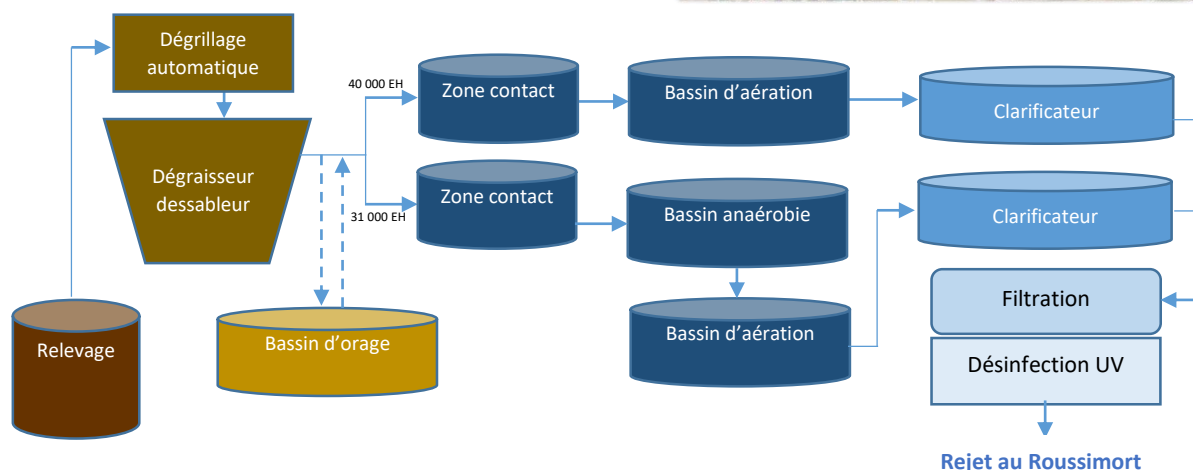 Dégrillage
automatique
40 000 EH
Zone contact
Bassin d'aération
Clarificateur
Dégraisseur
dessableur
31 000 EH
Zone contact
Bassin anaérobie
Clarificateur
Relevage
Bassin d'orage
Bassin d'aération
Filtration
Désinfection UV
Rejet au Roussimort